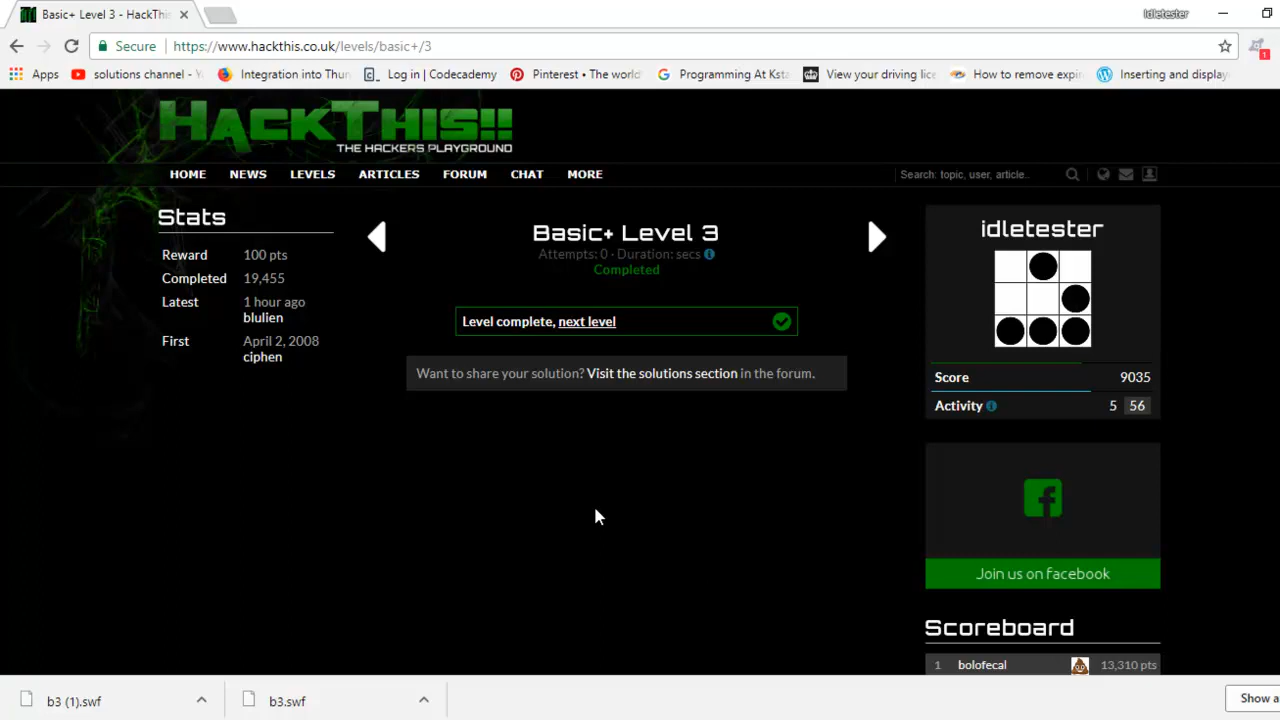 Basic+ Level 3 - HackThis
Idletester
Secure
https://www.hackthis.co.uk/levels/basic+/3
1
Apps
solutions channel - Y
Integration into Thun
Log in | Codecademy
Pinterest • The world
Programming At Ksta
View your driving lice
How to remove expir
Inserting and display
HACKTHIS!!
THE HACKERS PLAYGROUND
HOME NEWS LEVELS ARTICLES FORUM CHAT MORE
Search: topic, user, article..
Stats
Reward 100 pts
Completed 19,455
Latest 1 hour ago
blulien
First April 2, 2008
ciphen
Basic+ Level 3
Attempts: 0 · Duration: secs
Completed
Level complete, next level
Want to share your solution? Visit the solutions section in the forum.
idletester
Score 9035
Activity 5 56
Join us on facebook
Scoreboard
1 bolofecal 13,310 pts
b3 (1).swf
b3.swf
Show a